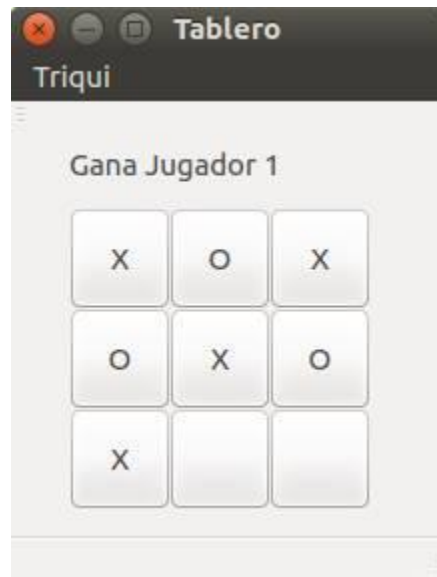 Tablero
Triqui
Gana Jugador 1
X O X
O X O
X